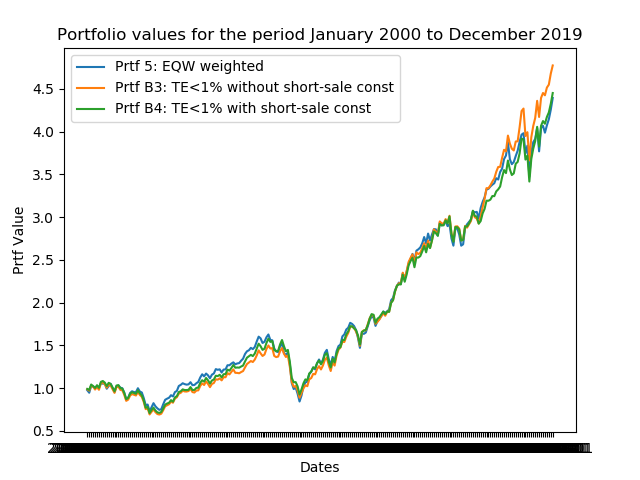 Portfolio values for the period January 2000 to December 2019
Prtf 5: EQW weighted
Prtf B3: TE<1% without short-sale const
Prtf B4: TE<1% with short-sale const
4.5
4.0
3.5
3.0
2.5
2.0
1.5
1.0
0.5
Prtf Value
Dates